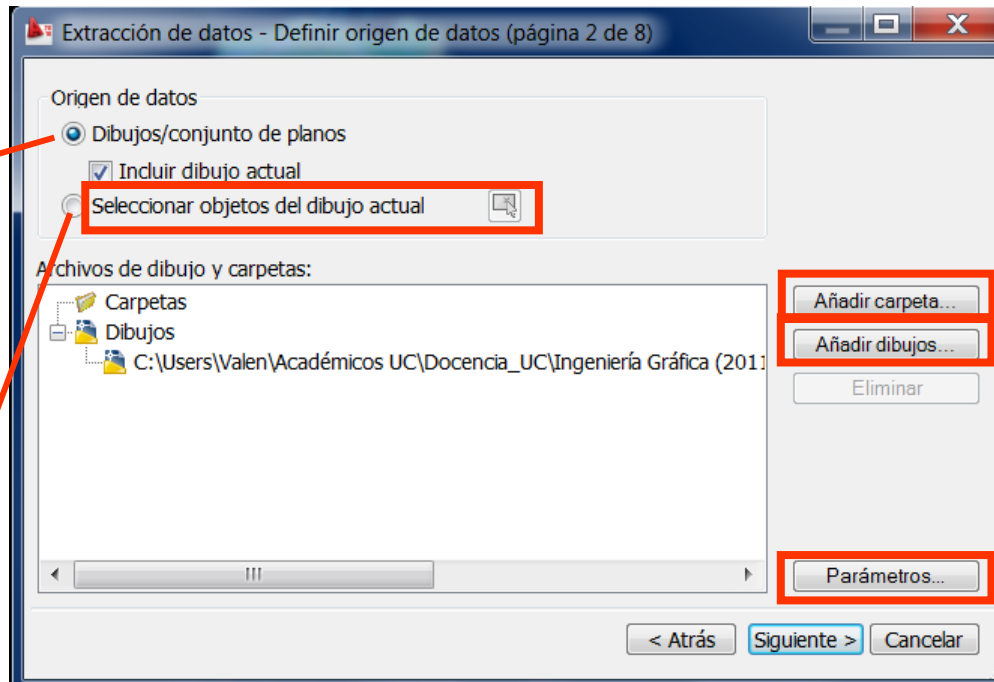 Extracción de datos - Definir origen de datos (página 2 de 8)
Origen de datos
Dibujos/conjunto de planos
Incluir dibujo actual
Seleccionar objetos del dibujo actual
Archivos de dibujo y carpetas:
Carpetas
Añadir carpeta...
Dibujos
Añadir dibujos...
C:\Users\Valen\Académicos UC\Docencia_UC\Ingeniería Gráfica (2011
Eliminar
Parámetros...
< Atrás
Siguiente >
Cancelar